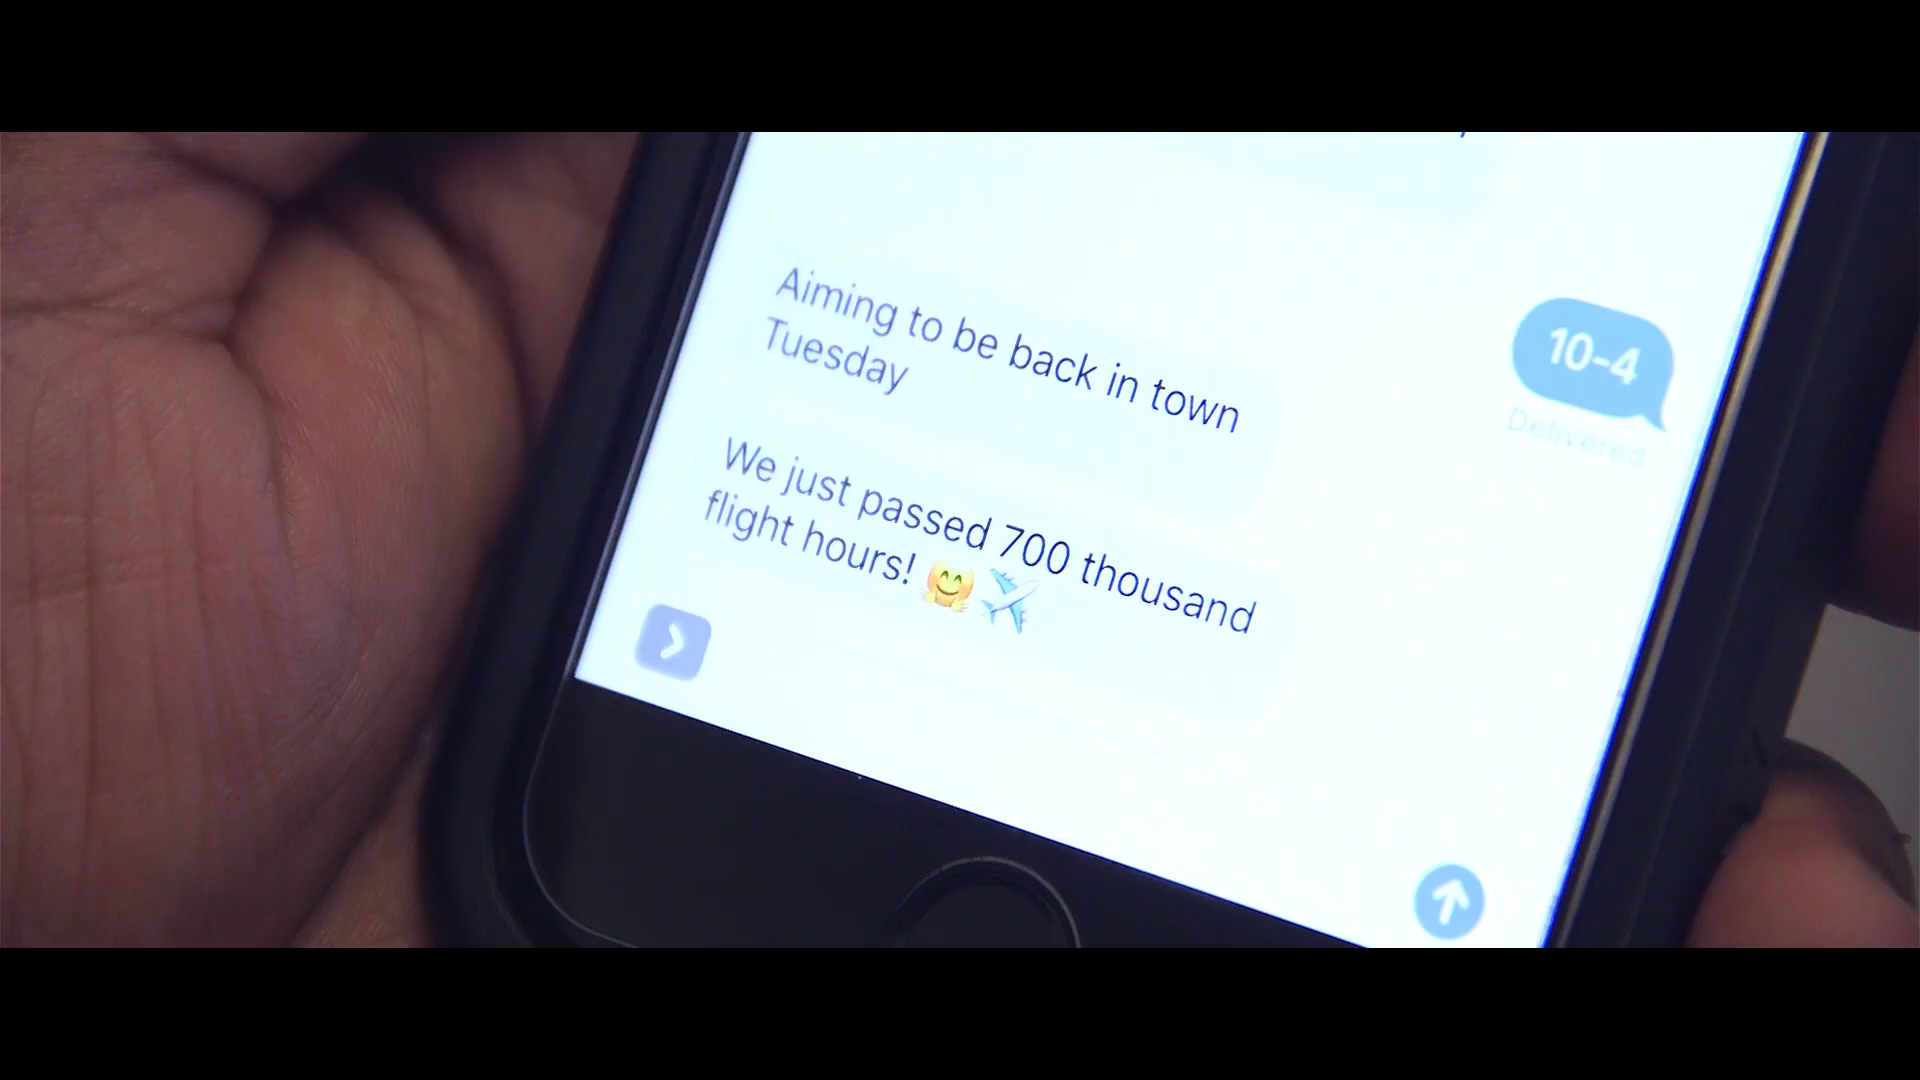 10-4
Delivered
Aiming to be back in town
Tuesday
We just passed 700 thousand
flight hours! 🤗 ✈️